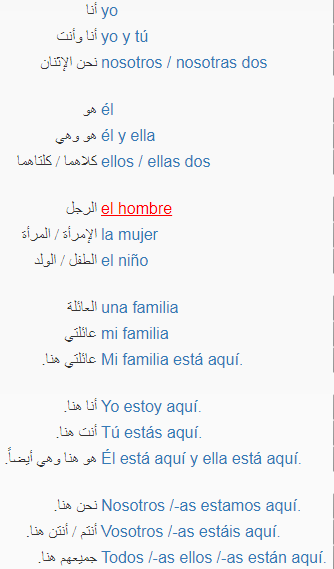 أنا yo
أنا وأنت yo y tú
نحن الإثنان nosotros / nosotras dos
هو él
هو وهي él y ella
كلاهما / كلتاهما ellos / ellas dos
الرجل el hombre
الإمرأة / المرأة la mujer
الطفل / الولد el niño
العائلة una familia
عائلتي mi familia
عائلتي هنا. Mi familia está aquí.
أنا هنا. Yo estoy aquí.
أنت هنا. Tú estás aquí.
هو هنا وهي أيضاً. Él está aquí y ella está aquí.
نحن هنا. Nosotros /-as estamos aquí.
أنتم / أنتن هنا. Vosotros /-as estáis aquí.
جميعهم هنا. Todos /-as ellos /-as están aquí.